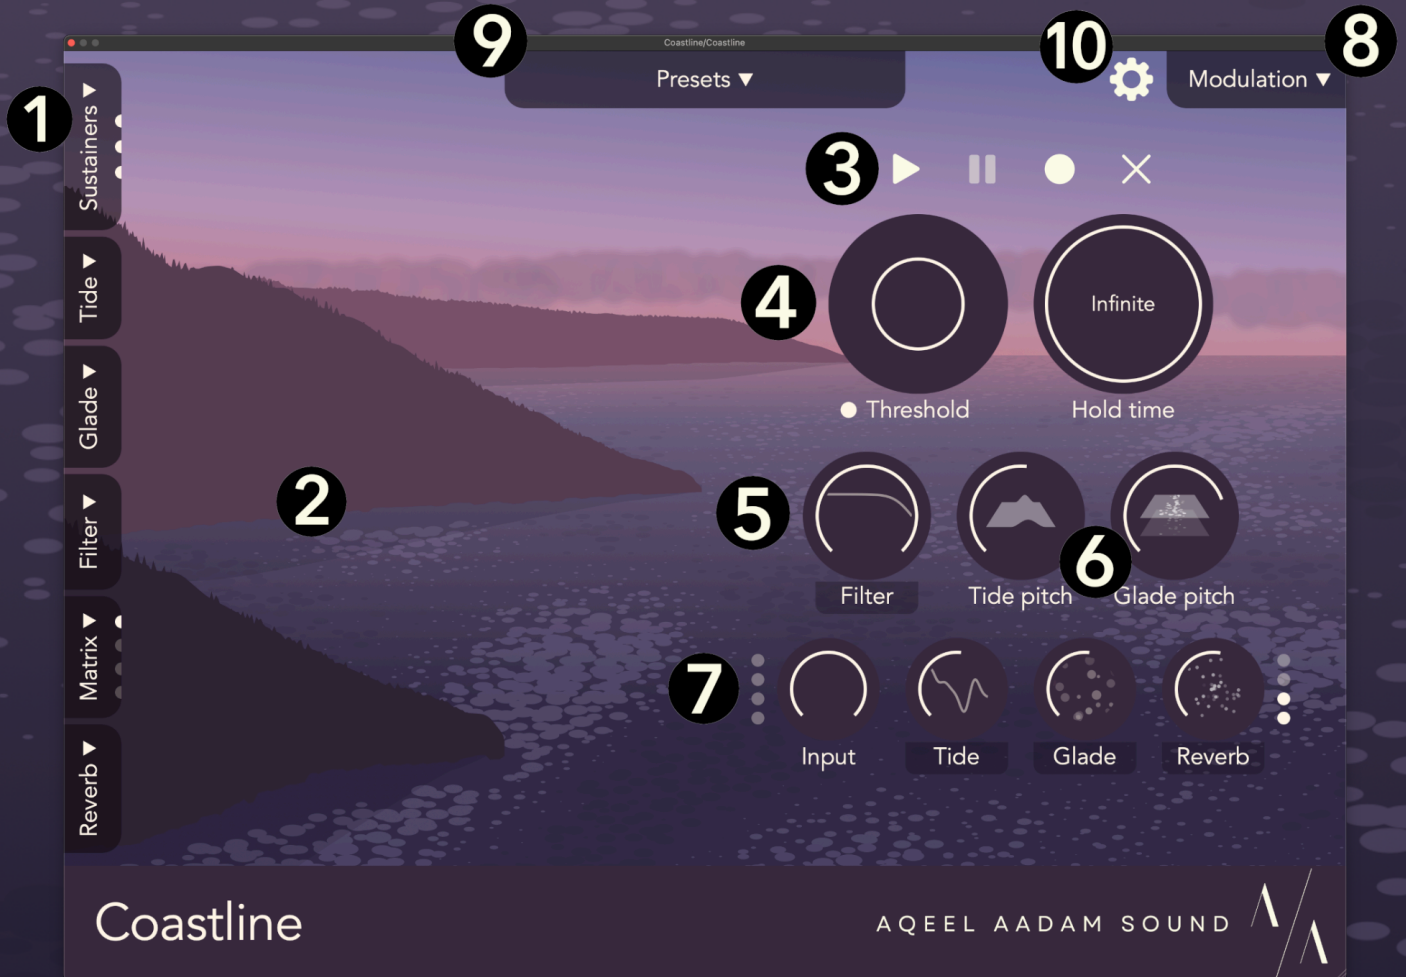 Coastline/Coastline
9
10
8
Presets ▼
Modulation ▼
1
Sustainers ▼
3
Tide ▼
4
Infinite
Threshold
Hold time
Glade ▼
2
5
Filter ▼
6
Filter
Tide pitch
Glade pitch
Matrix ▼
7
Input
Tide
Glade
Reverb
Reverb ▼
Coastline
AQEEL AADAM SOUND